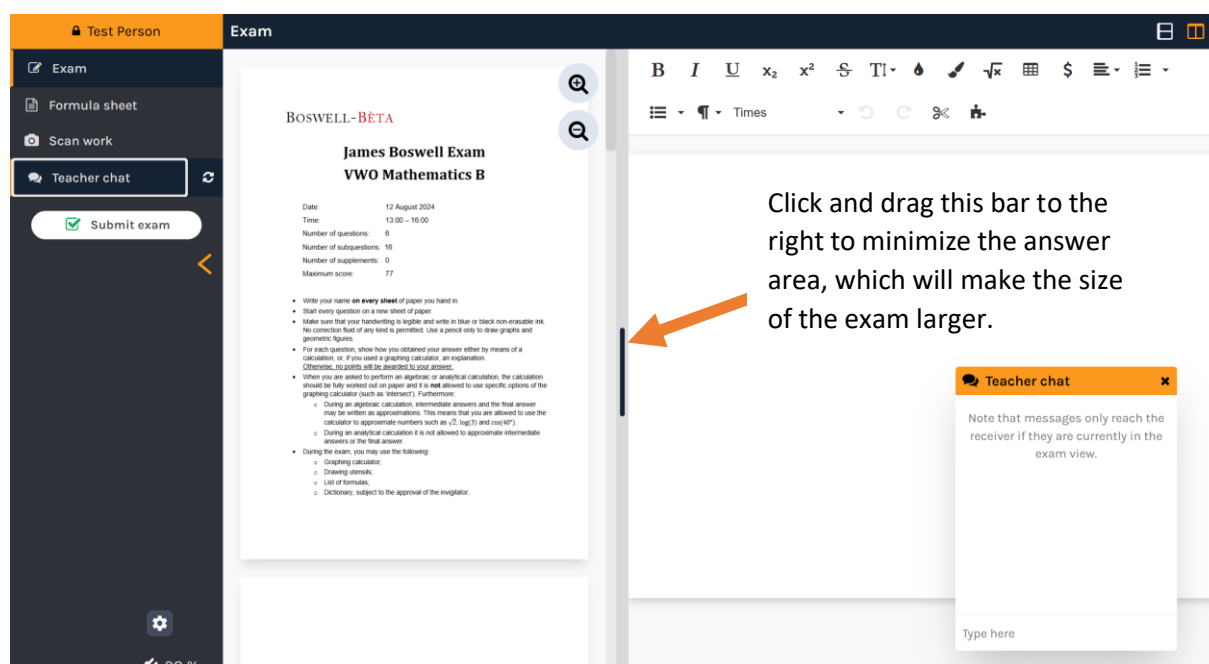 Test Person
Exam
Exam
Formula sheet
Scan work
Teacher chat
Submit exam
BOSWELL-BÈTA
James Boswell Exam
VWO Mathematics B
Date: 12 August 2024
Time: 13:00 – 16:00
Number of questions: 6
Number of subquestions: 16
Number of supplements: 0
Maximum score: 77
• Write your name on every sheet of paper you hand in.
• Start every question on a new sheet of paper.
• Make sure that your handwriting is legible and write in blue or black non-erasable ink.
No correction fluid of any kind is permitted. Use a pencil only to draw graphs and
geometric figures.
• For each question, show how you obtained your answer either by means of a
calculation, or, if you used a graphing calculator, an explanation.
Otherwise, no points will be awarded to your answer.
• When you are asked to perform an algebraic or analytical calculation, the calculation
should be fully worked out on paper and it is not allowed to use specific options of the
graphing calculator (such as 'intersect'). Furthermore:
o During an algebraic calculation, intermediate answers and the final answer
may be written as approximations. This means that you are allowed to use the
calculator to approximate numbers such as √2, log(3) and cos(40°).
o During an analytical calculation it is not allowed to approximate intermediate
answers or the final answer.
• During the exam, you may use the following:
o Graphing calculator;
o Drawing utensils;
o List of formulas;
o Dictionary, subject to the approval of the invigilator.
B I U x₂ x² S TI $
¶ Times
Click and drag this bar to the
right to minimize the answer
area, which will make the size
of the exam larger.
Teacher chat
Note that messages only reach the
receiver if they are currently in the
exam view.
Type here